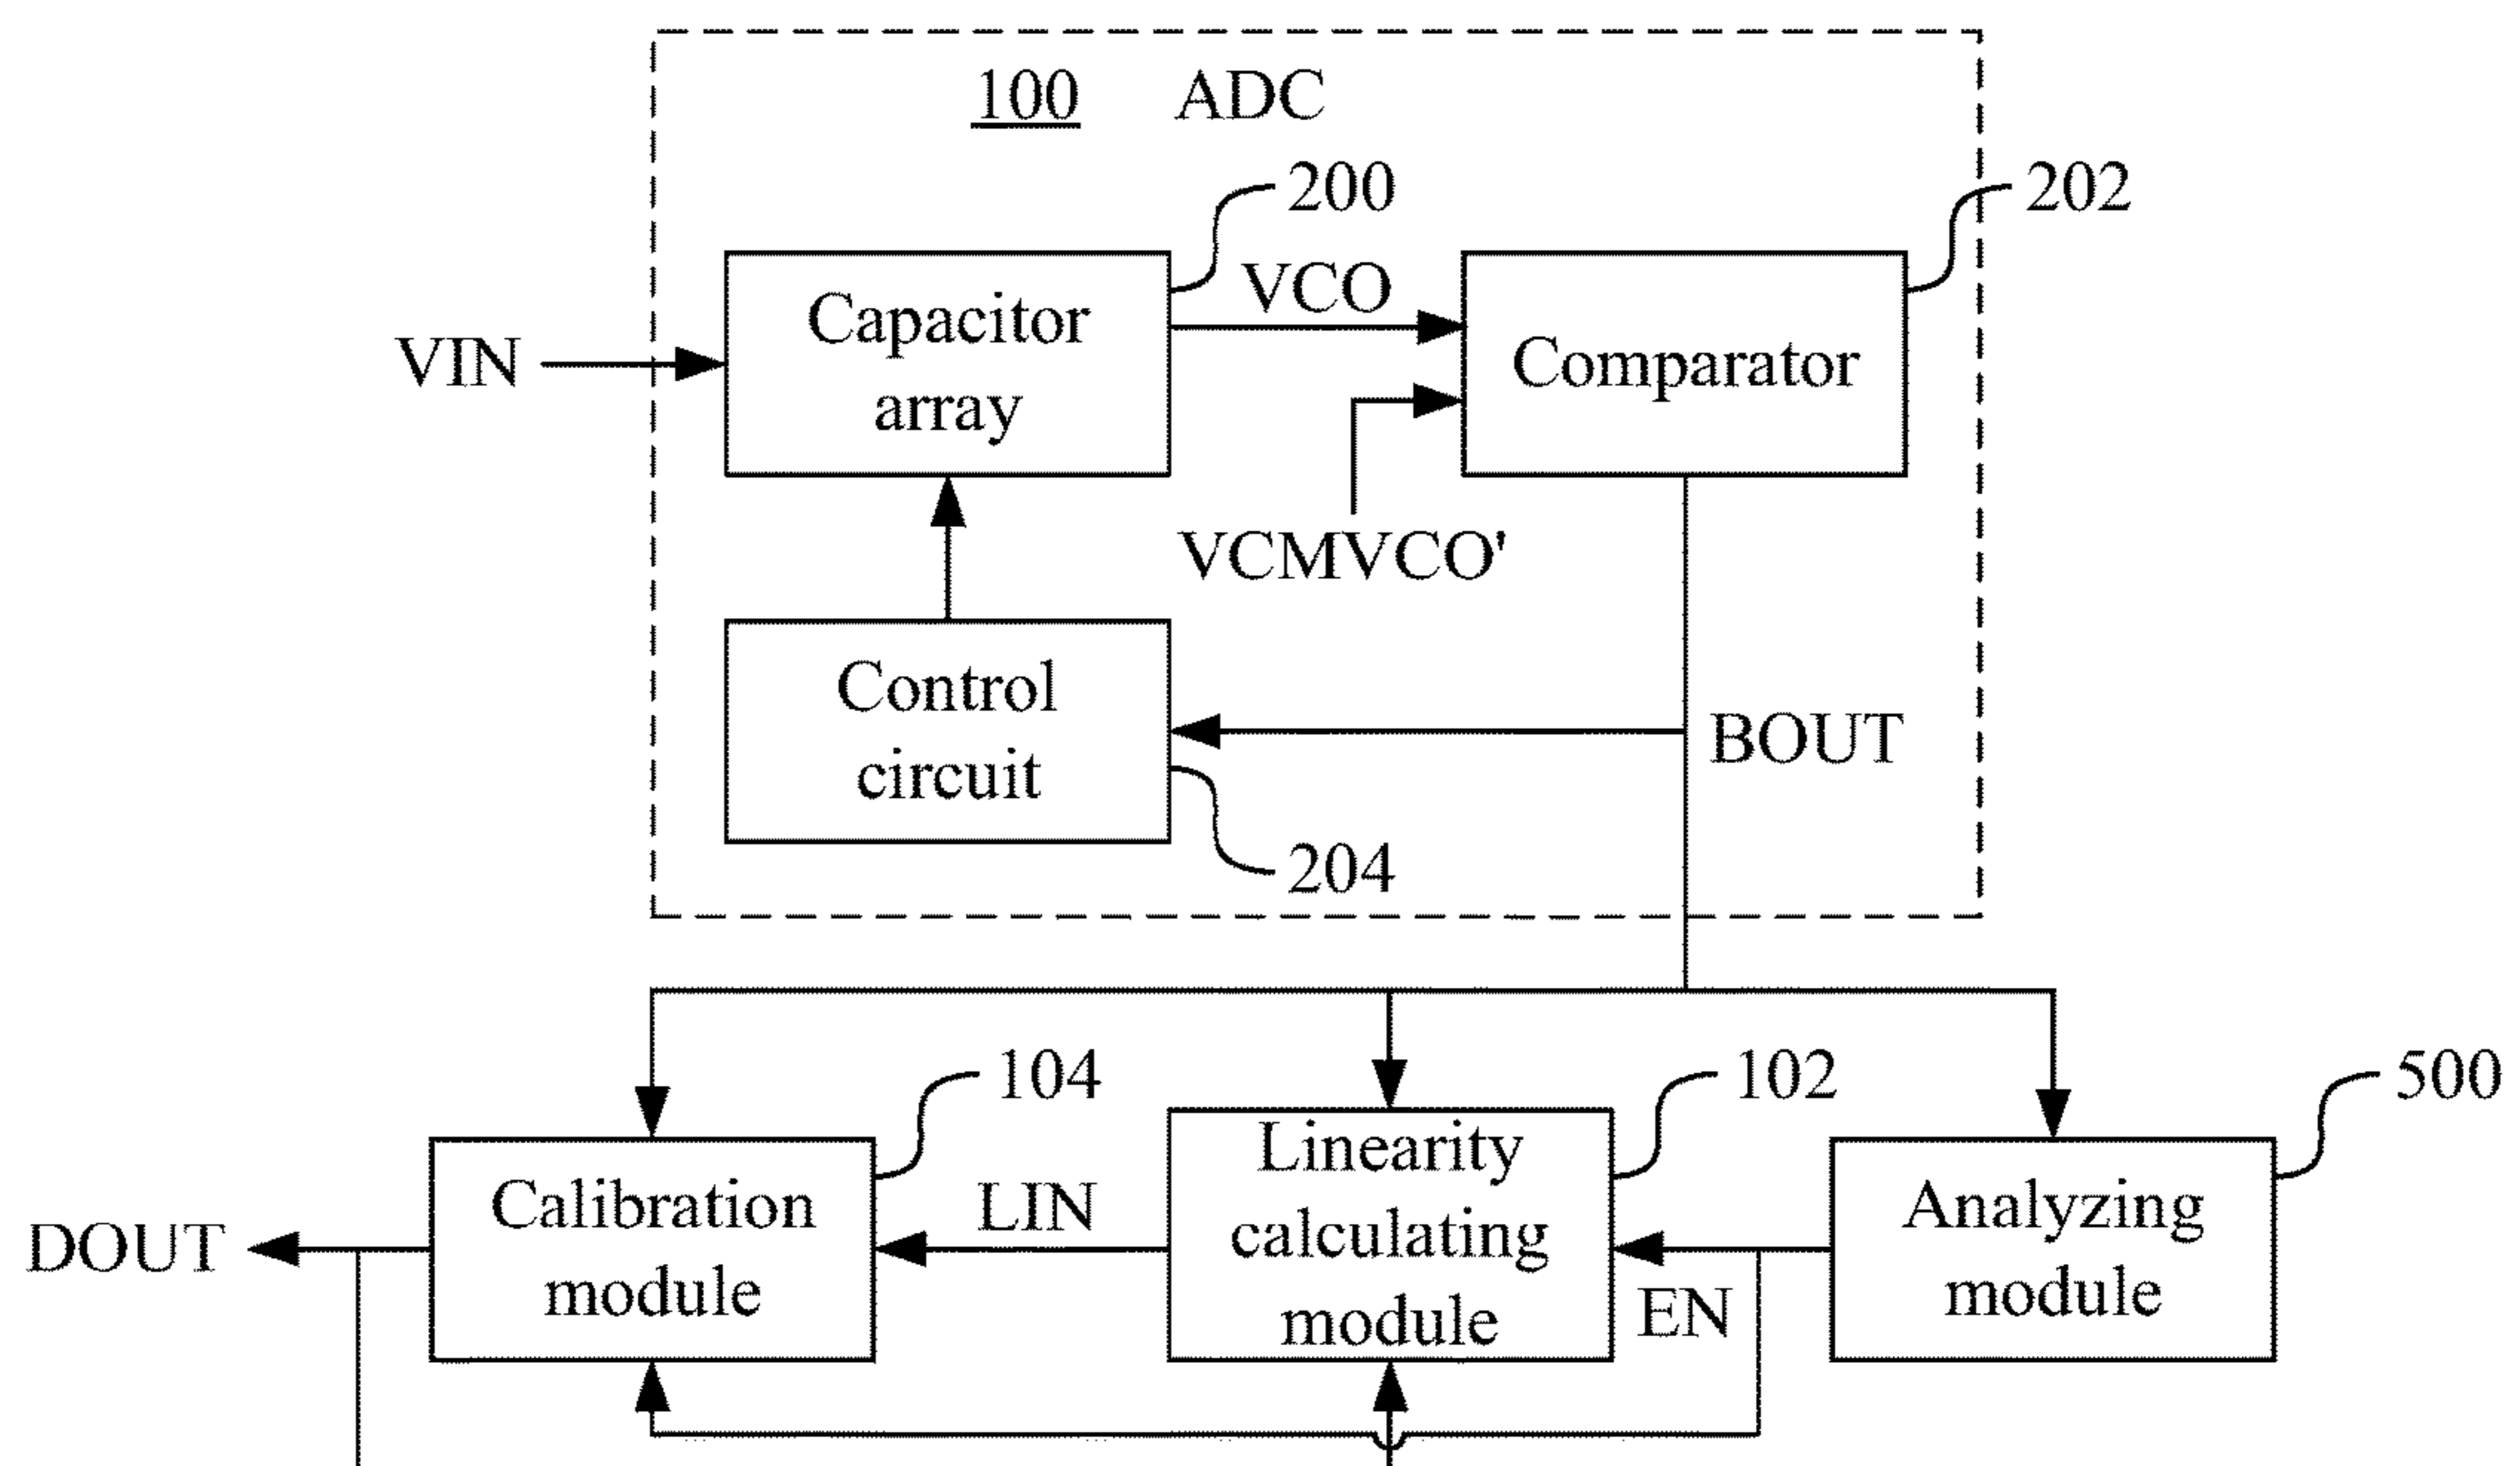 100 ADC
200
202
VCO
Capacitor
array
Comparator
VIN
VCMVCO'
Control
circuit
BOUT
204
104
102
500
Calibration
module
LIN
Linearity
calculating
module
EN
Analyzing
module
DOUT